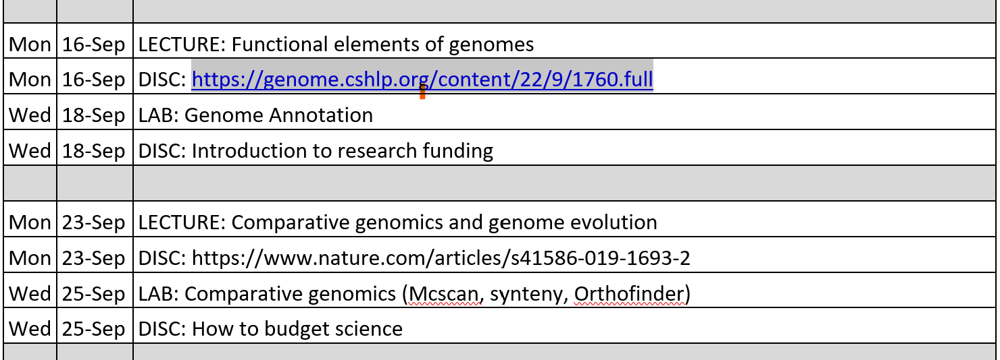 Mon 16-Sep LECTURE: Functional elements of genomes
Mon 16-Sep DISC: https://genome.cshlp.org/content/22/9/1760.full
Wed 18-Sep LAB: Genome Annotation
Wed 18-Sep DISC: Introduction to research funding
Mon 23-Sep LECTURE: Comparative genomics and genome evolution
Mon 23-Sep DISC: https://www.nature.com/articles/s41586-019-1693-2
Wed 25-Sep LAB: Comparative genomics (Mcscan, synteny, Orthofinder)
Wed 25-Sep DISC: How to budget science